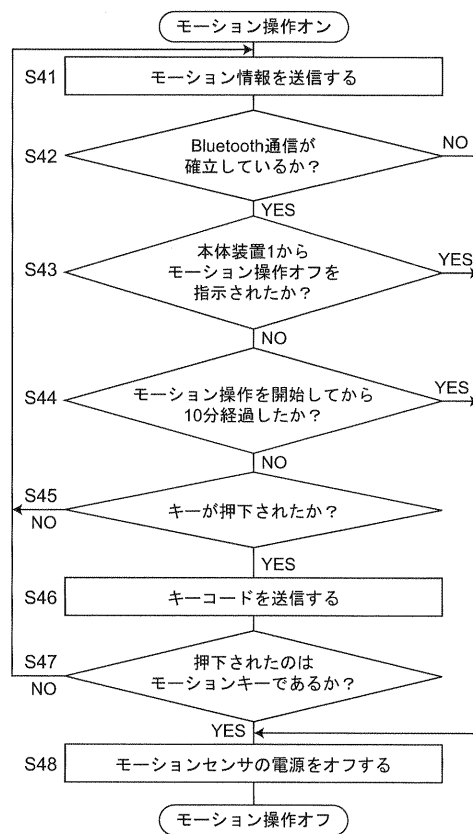 モーション操作オン
S41
モーション情報を送信する
S42
Bluetooth通信が
確立しているか？
NO
YES
S43
本体装置1から
モーション操作オフを
指示されたか？
YES
NO
S44
モーション操作を開始してから
10分経過したか？
YES
NO
S45
キーが押下されたか？
NO
YES
S46
キーコードを送信する
S47
押下されたのは
モーションキーであるか？
NO
YES
S48
モーションセンサの電源をオフする
モーション操作オフ